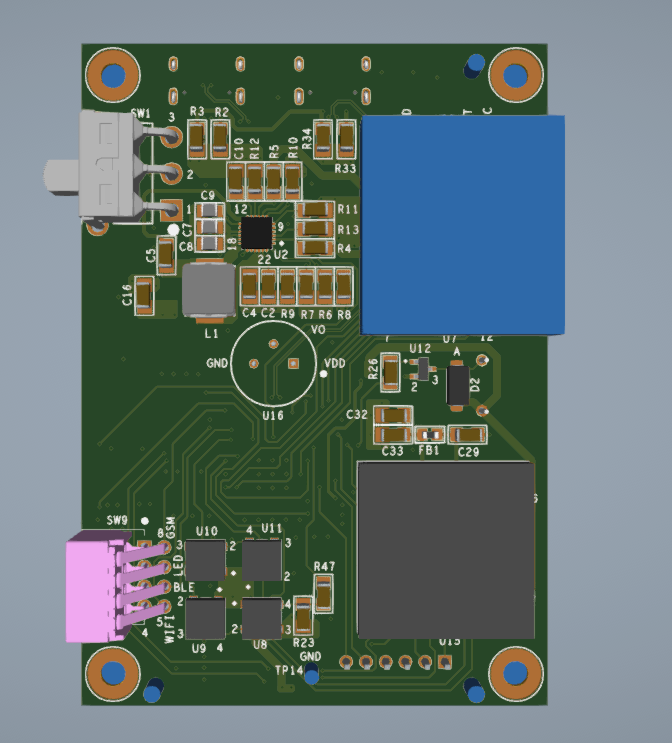 SW1
3
R3 R2
D T C
R34
R33
2
C10 R12 R5 R10
1
C9
12
R11
C7
9
R13
C8
18
U2
R4
C5
22
C16
C4 C2 R9 R7 R6 R8
L1
VO
GND
VDD
U16
7
U7
12
U12
A
R26
2
3
D2
C32
C33
FB1
C29
SW9
6
GSM
LED
BLE
WIFI
5
4
3
U10
2
4
U11
3
2
2
3
U9
4
2
U8
4
3
R47
R23
GND
TP14